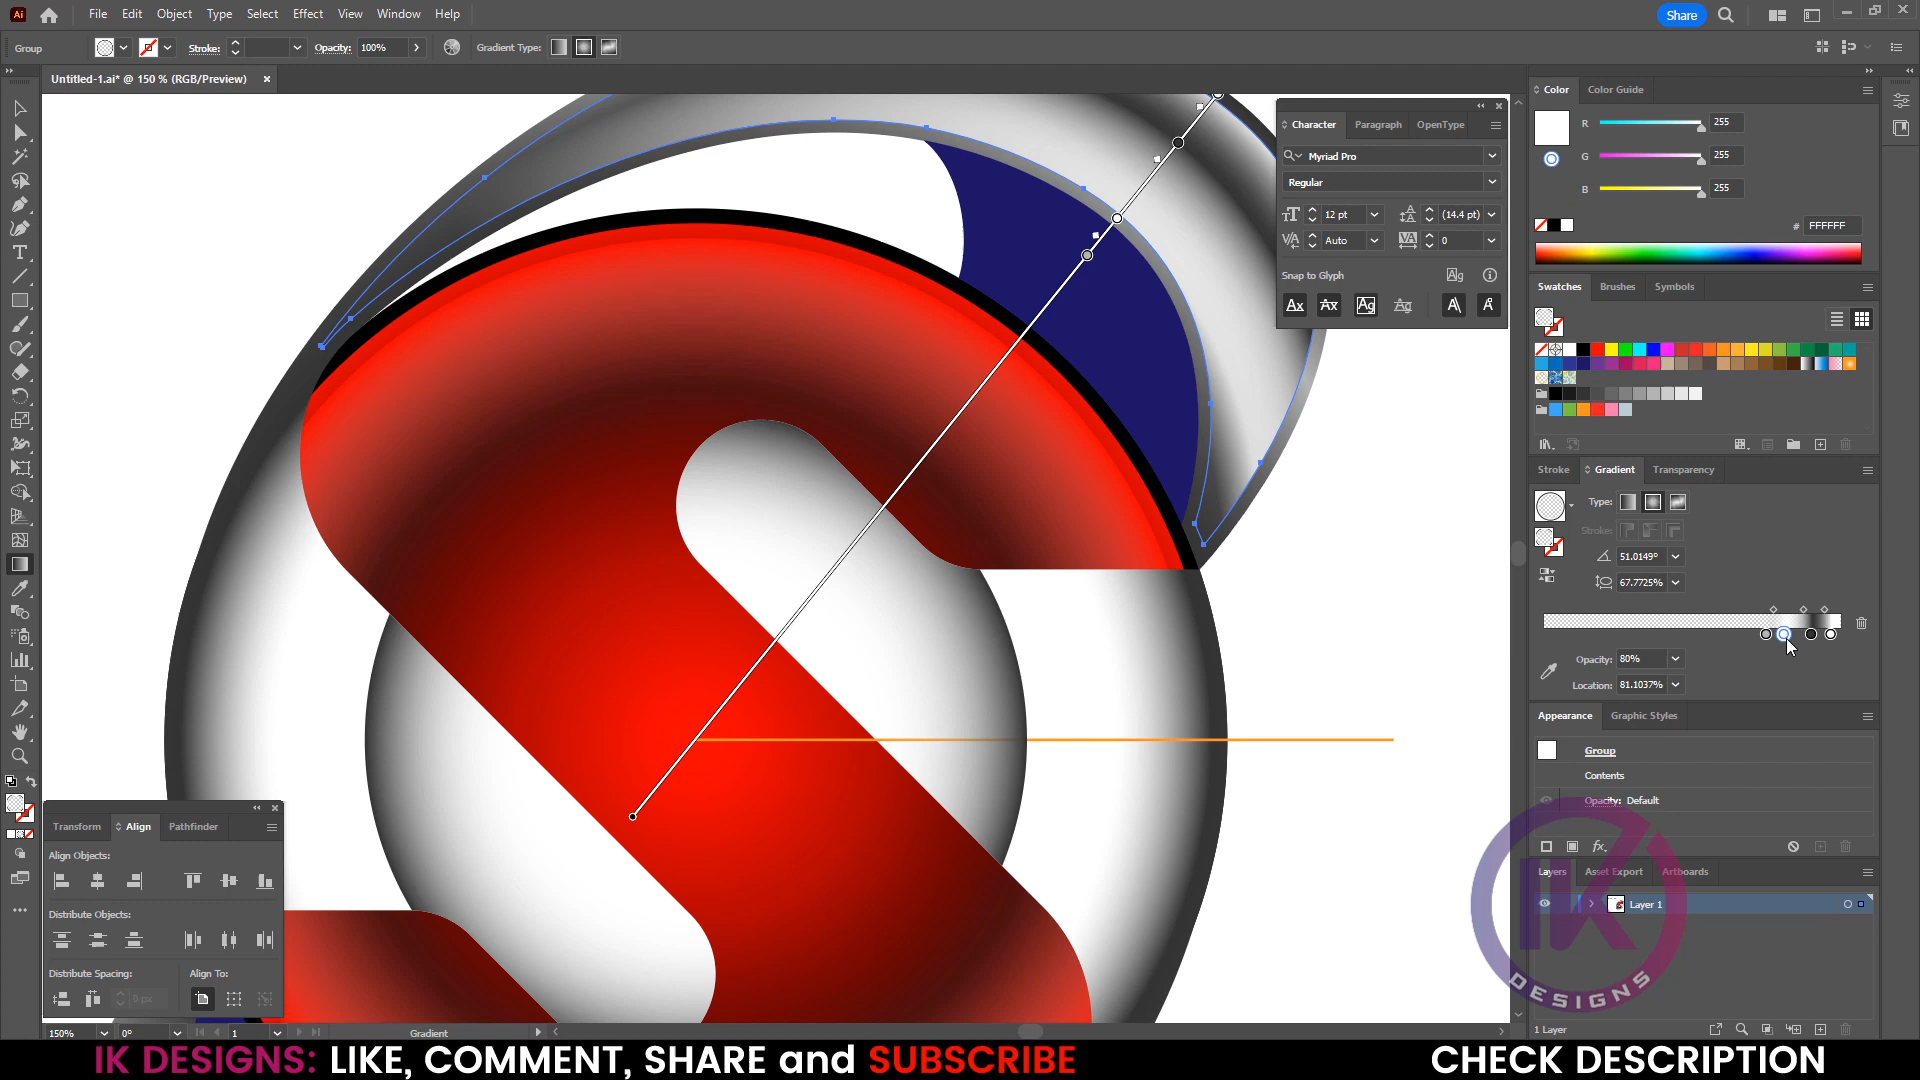 Ai File Edit Object Type Select Effect View Window Help Share
Group Stroke: Opacity: 100% Gradient Type:
Untitled-1.ai* @ 150 % (RGB/Preview)
Color Color Guide
R 255
G 255
B 255
# FFFFFF
Character Paragraph OpenType
Myriad Pro
Regular
12 pt (14.4 pt)
Auto 0
Snap to Glyph
Swatches Brushes Symbols
Stroke Gradient Transparency
Type:
Stroke:
51.0149°
67.7725%
Opacity: 80%
Location: 81.1037%
Appearance Graphic Styles
Group
Contents
Opacity: Default
fx
Layers Asset Export Artboards
Layer 1
1 Layer
Transform Align Pathfinder
Align Objects:
Distribute Objects:
Distribute Spacing: Align To:
0 px
150% 0° 1 Gradient
IK
DESIGNS
IK DESIGNS: LIKE, COMMENT, SHARE and SUBSCRIBE CHECK DESCRIPTION